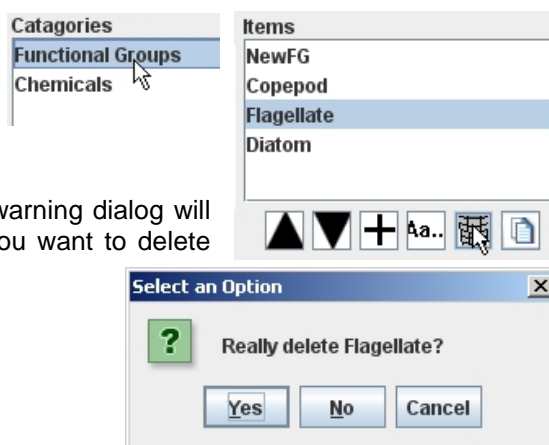 Catagories
Functional Groups
Chemicals
Items
NewFG
Copepod
Flagellate
Diatom
Aa..
warning dialog will
ou want to delete
Select an Option
?
Really delete Flagellate?
Yes
No
Cancel